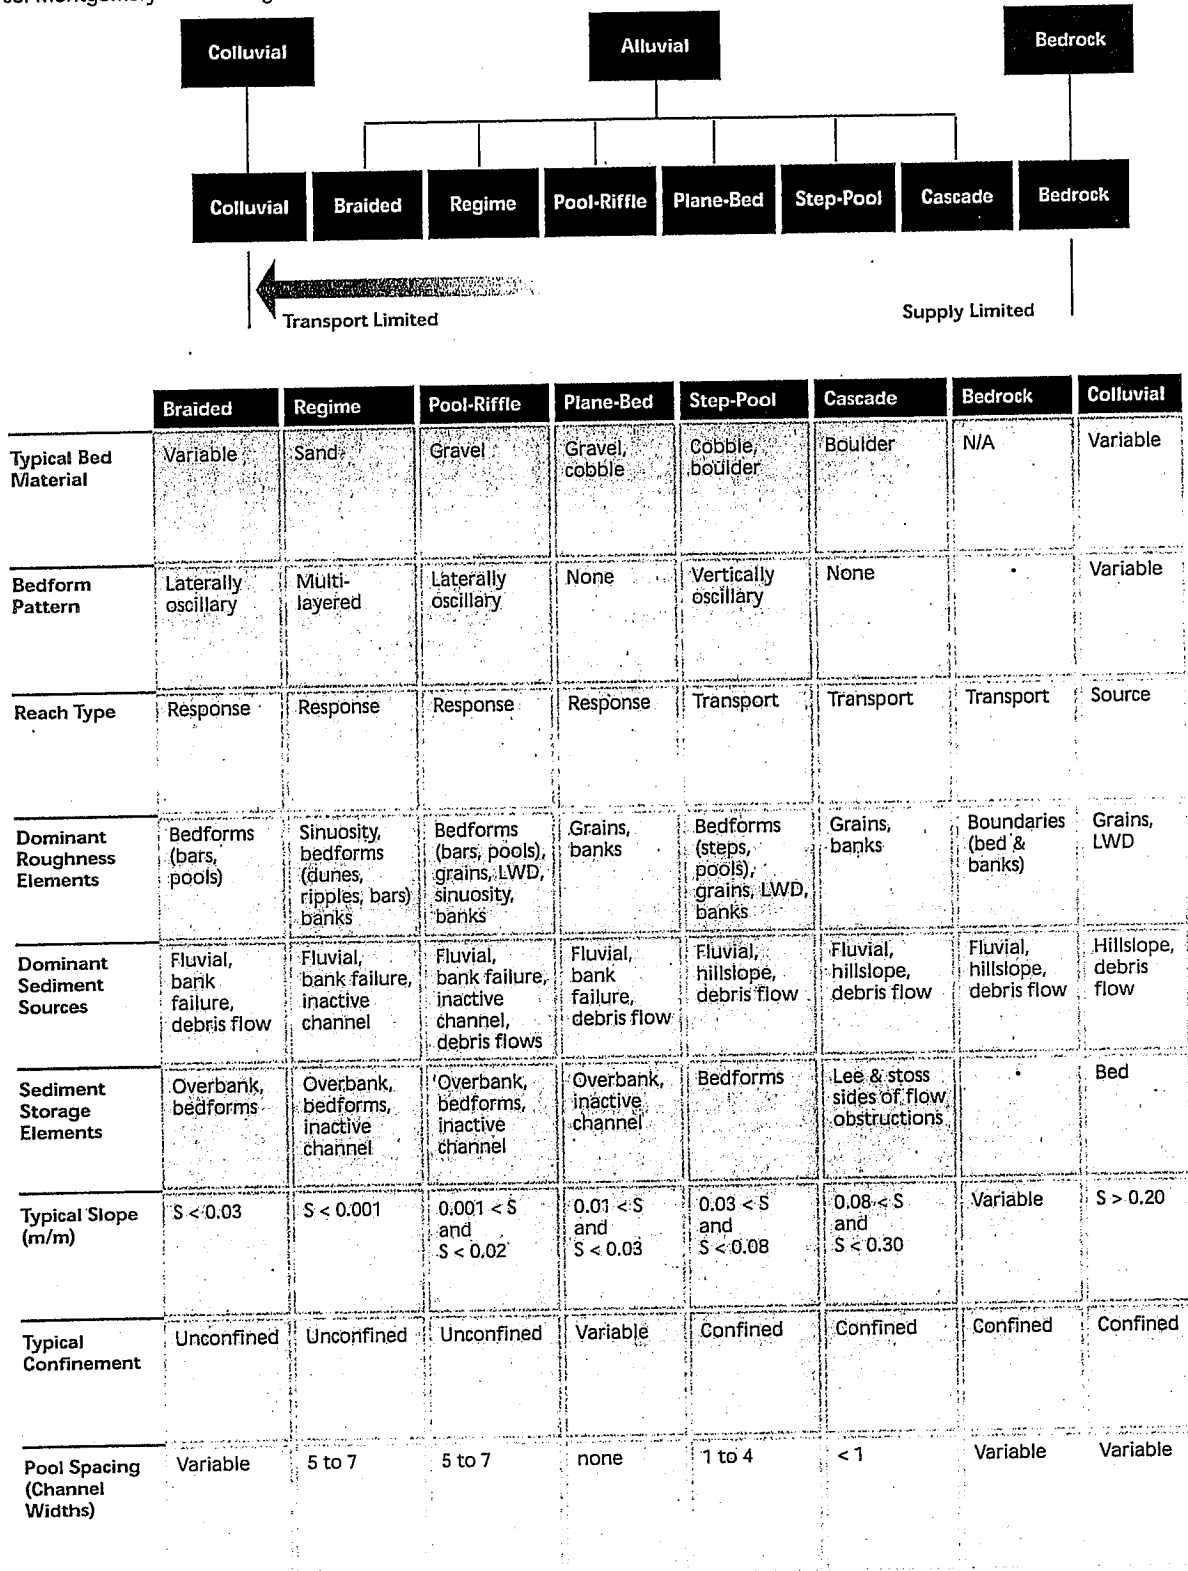 Colluvial
Alluvial
Bedrock
Colluvial Braided Regime Pool-Riffle Plane-Bed Step-Pool Cascade Bedrock
Transport Limited
Supply Limited
Braided Regime Pool-Riffle Plane-Bed Step-Pool Cascade Bedrock Colluvial
Typical Bed Variable Sand Gravel Gravel, Cobble, Boulder N/A Variable
Material cobble boulder
Bedform Laterally Multi- Laterally None Vertically None Variable
Pattern oscillary layered oscillary oscillary
Reach Type Response Response Response Response Transport Transport Transport Source
Dominant Bedforms Sinuosity, Bedforms Grains, Bedforms Grains, Boundaries Grains,
Roughness (bars, bedforms (bars, pools), banks (steps, banks (bed & LWD
Elements pools) (dunes, grains, LWD, pools), banks)
ripples, bars) sinuosity, grains, LWD,
banks banks banks
Dominant Fluvial, Fluvial, Fluvial, Fluvial, Fluvial, Fluvial, Fluvial, Hillslope,
Sediment bank bank failure, bank failure, bank hillslope, hillslope, hillslope, debris
Sources failure, inactive inactive failure, debris flow debris flow debris flow flow
debris flow channel channel, debris flow
debris flows
Sediment Overbank, Overbank, Overbank, Overbank, Bedforms Lee & stoss Bed
Storage bedforms bedforms, bedforms, inactive sides of flow
Elements inactive inactive channel obstructions
channel channel
Typical Slope S < 0.03 S < 0.001 0.001 < S 0.01 < S 0.03 < S 0.08 < S Variable S > 0.20
(m/m) and and and and
S < 0.02 S < 0.03 S < 0.08 S < 0.30
Typical Unconfined Unconfined Unconfined Variable Confined Confined Confined Confined
Confinement
Pool Spacing Variable 5 to 7 5 to 7 none 1 to 4 < 1 Variable Variable
(Channel
Widths)